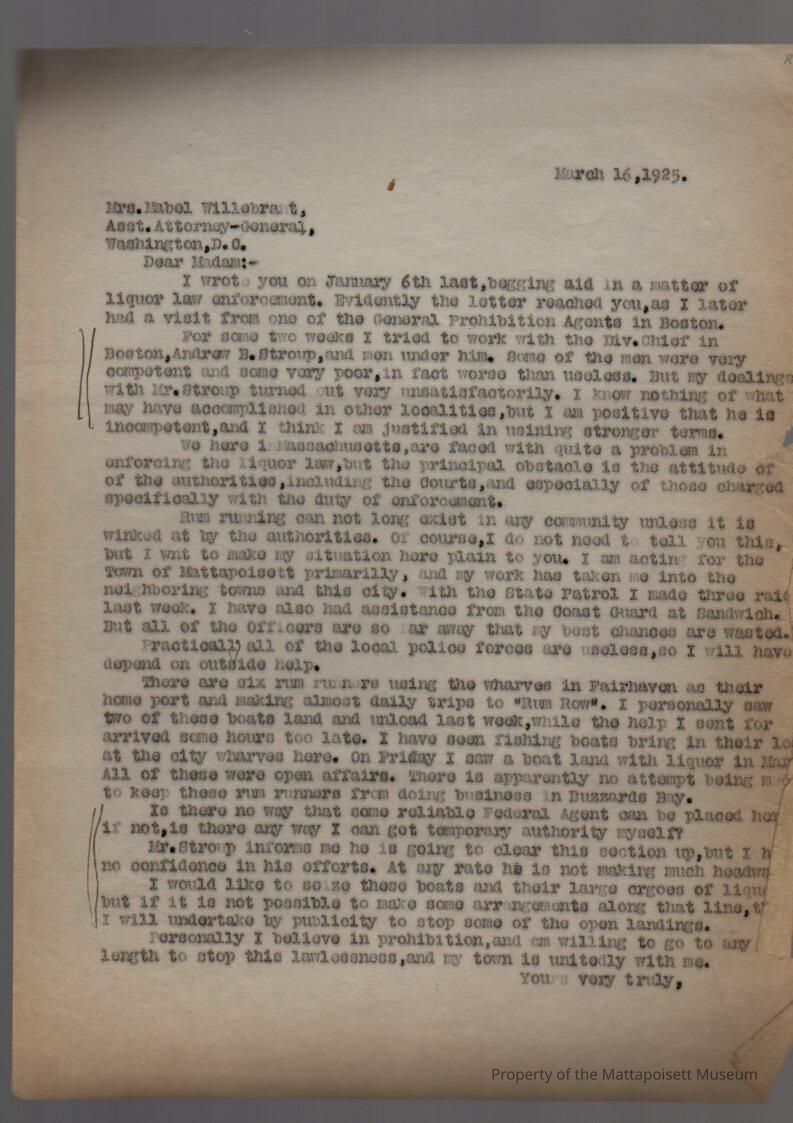 March 16,1925.
Mrs.Mabel Willebrant,
Asst.Attorney-General,
Washington,D.C.
Dear Madam:-
I wrote you on January 6th last,begging aid in a matter of
liquor law enforcement. Evidently the letter reached you,as I later
had a visit from one of the General Prohibition Agents in Boston.
For some two weeks I tried to work with the Div.Chief in
Boston,Andrew B.Stroup,and men under him. Some of the men were very
competent and some very poor,in fact worse than useless. But my dealings
with Mr.Stroup turned out very unsatisfactorily. I know nothing of what
may have accomplished in other localities,but I am positive that he is
incompetent,and I think I am justified in usining stronger terms.
We here in Massachusetts,are faced with quite a problem in
enforcing the liquor law,but the principal obstacle is the attitude of
of the authorities,including the Courts,and especially of those charged
specifically with the duty of enforcement.
Rum running can not long exist in any community unless it is
winked at by the authorities. Of course,I do not need to tell you this,
but I wnt to make my situation here plain to you. I am acting for the
Town of Mattapoisett primarilly, and my work has taken me into the
neighboring towns and this city. With the State Patrol I made three raid
last week. I have also had assistance from the Coast Guard at Sandwich.
But all of the Officers are so far away that my best chances are wasted.
Practically all of the local police forces are useless,so I will have
depend on outside help.
There are six rum runners using the wharves in Fairhaven as their
home port and making almost daily trips to "Rum Row". I personally saw
two of these boats land and unload last week,while the help I sent for
arrived some hours too late. I have seen fishing boats bring in their lo
at the city wharves here. On Friday I saw a boat land with liquor in
All of these were open affairs. There is apparently no attempt being
to keep these rum runners from doing business in Buzzards Bay.
Is there no way that some reliable Federal Agent can be placed
if not,is there any way I can get temporary authority myself?
Mr.Stroup informs me he is going to clear this section up,but I h
no confidence in his efforts. At any rate he is not making much headwa
I would like to seize these boats and their large crgoes of liqu
but if it is not possible to make some arrangements along that line,
I will undertake by publicity to stop some of the open landings.
Personally I believe in prohibition,and am willing to go to any
length to stop this lawlessness,and my town is unitedly with me.
Yours very truly,
Property of the Mattapoisett Museum